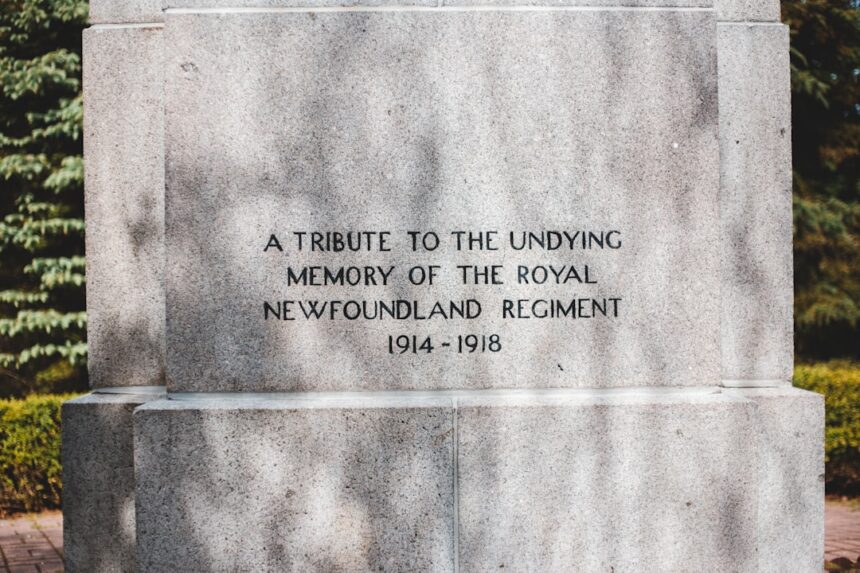 A TRIBUTE TO THE UNDYING
MEMORY OF THE ROYAL
NEWFOUNDLAND REGIMENT
1914 - 1918